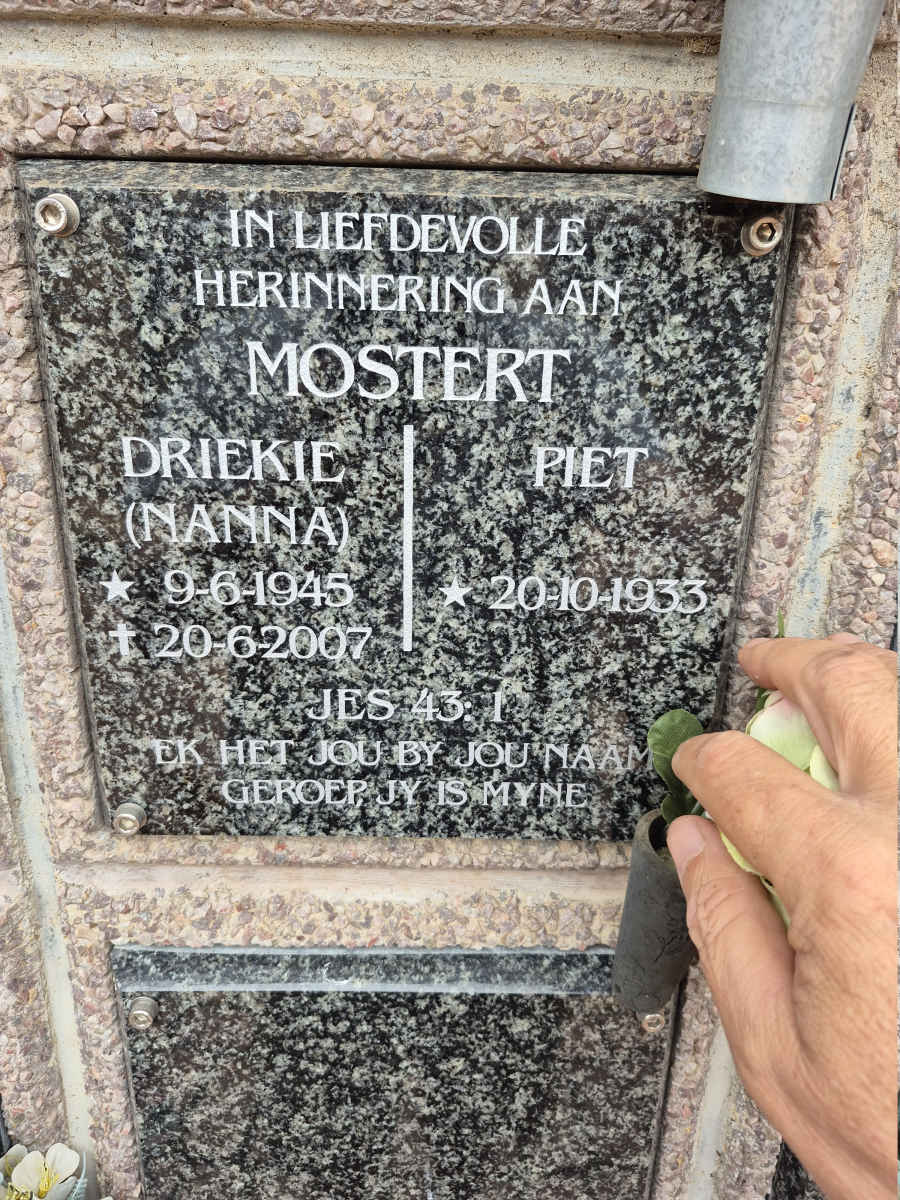 IN LIEFDEVOLLE
HERINNERING AAN
MOSTERT
DRIEKIE
(NANNA)
★ 9-6-1945
✝ 20-6-2007
PIET
★ 20-10-1933
JES 43: 1
EK HET JOU BY JOU NAAM
GEROEP, JY IS MYNE